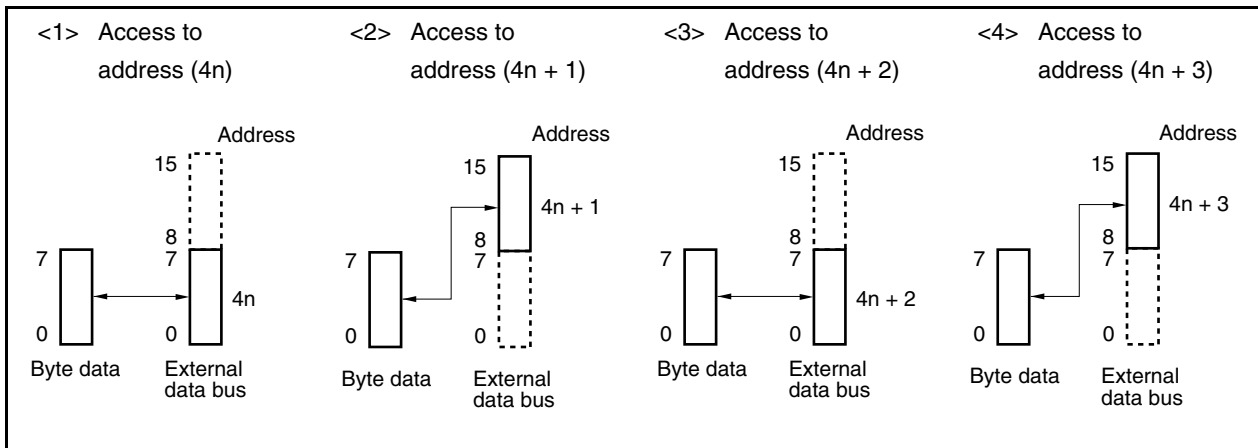 <1> Access to
address (4n)
Address
15
8
7
7
4n
0
0
Byte data
External
data bus
<2> Access to
address (4n + 1)
Address
15
4n + 1
8
7
7
0
0
Byte data
External
data bus
<3> Access to
address (4n + 2)
Address
15
8
7
7
4n + 2
0
0
Byte data
External
data bus
<4> Access to
address (4n + 3)
Address
15
4n + 3
8
7
7
0
0
Byte data
External
data bus